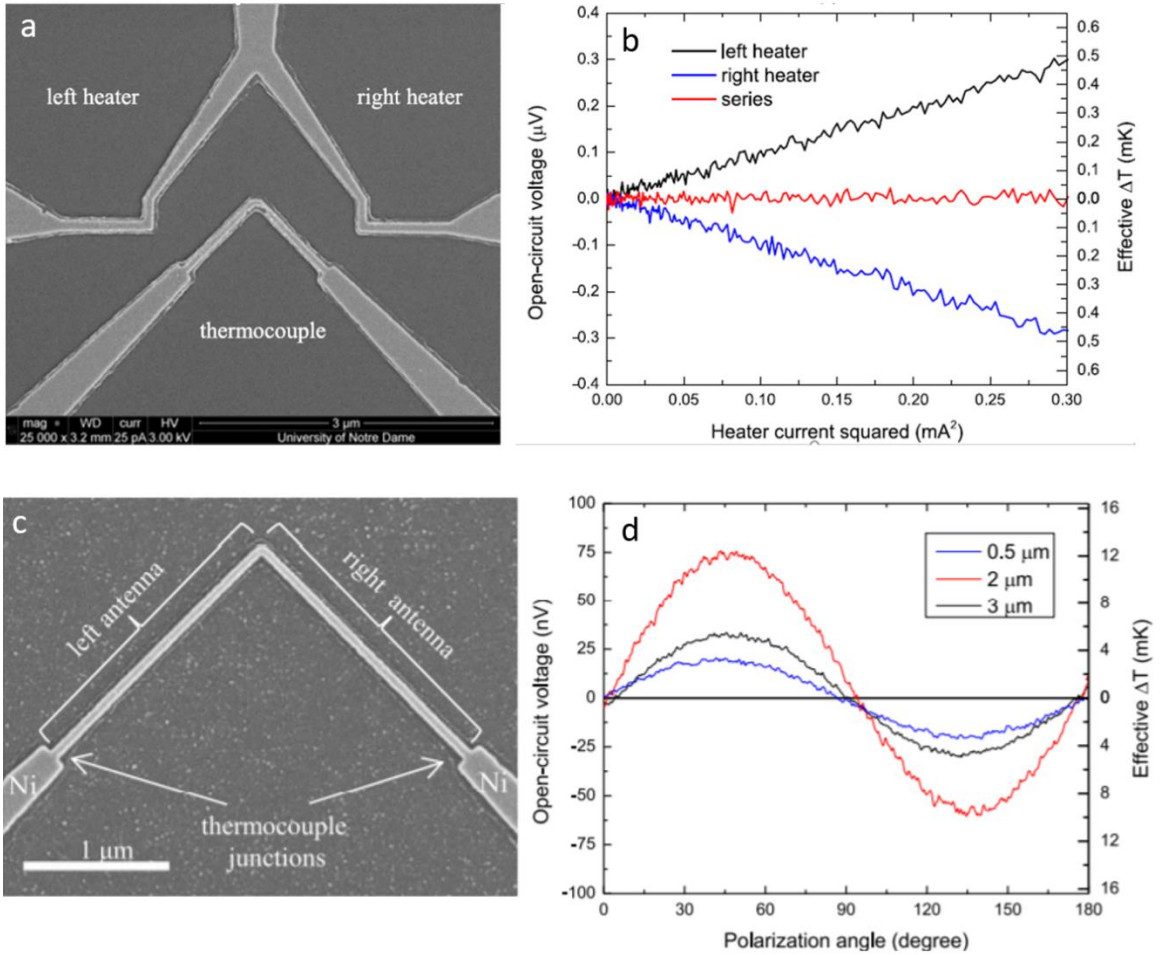 a
left heater
right heater
thermocouple
mag WD curr HV 3 μm
25 000 x 3.2 mm 25 pA 3.00 kV University of Notre Dame
b
left heater
right heater
series
Open-circuit voltage (μV)
0.4
0.3
0.2
0.1
0.0
-0.1
-0.2
-0.3
-0.4
Effective ΔT (mK)
0.6
0.5
0.4
0.3
0.2
0.1
0.0
0.1
0.2
0.3
0.4
0.5
0.6
0.00 0.05 0.10 0.15 0.20 0.25 0.30
Heater current squared (mA²)
c
left antenna
right antenna
Ni
Ni
thermocouple
junctions
1 μm
d
0.5 μm
2 μm
3 μm
Open-circuit voltage (nV)
100
75
50
25
0
-25
-50
-75
-100
Effective ΔT (mK)
16
12
8
4
0
4
8
12
16
0 30 60 90 120 150 180
Polarization angle (degree)